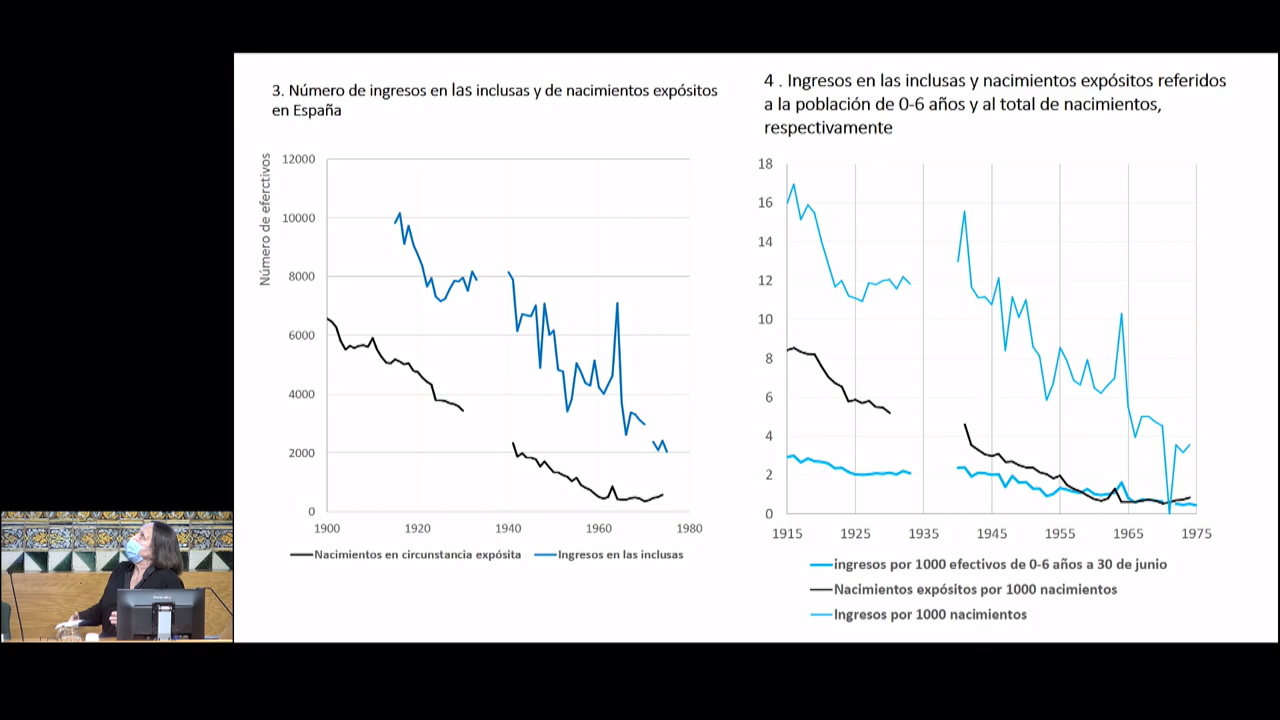 3. Número de ingresos en las inclusas y de nacimientos expósitos
en España
Número de efectivos
12000
10000
8000
6000
4000
2000
0
1900
1920
1940
1960
1980
Nacimientos en circunstancia expósita
Ingresos en las inclusas
4 . Ingresos en las inclusas y nacimientos expósitos referidos
a la población de 0-6 años y al total de nacimientos,
respectivamente
18
16
14
12
10
8
6
4
2
0
1915
1925
1935
1945
1955
1965
1975
ingresos por 1000 efectivos de 0-6 años a 30 de junio
Nacimientos expósitos por 1000 nacimientos
Ingresos por 1000 nacimientos